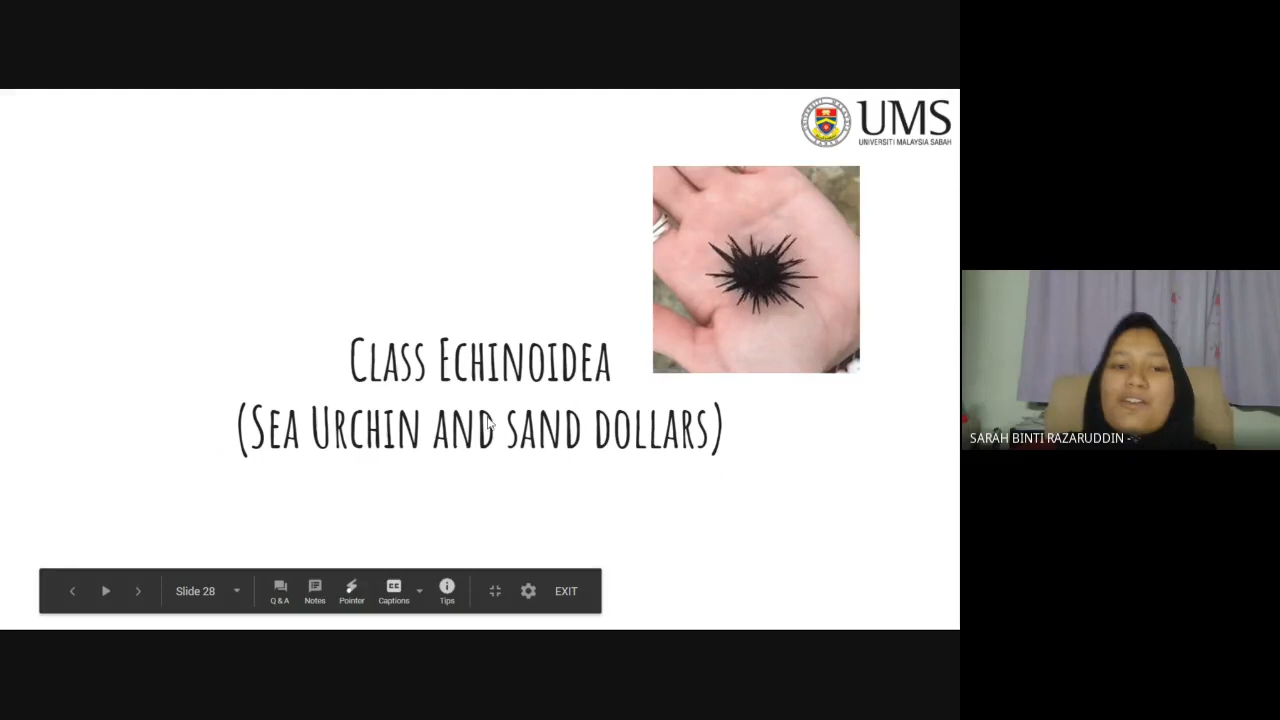 UMS
UNIVERSITI MALAYSIA SABAH
CLASS ECHINOIDEA
(SEA URCHIN AND SAND DOLLARS)
SARAH BINTI RAZARUDDIN -
Slide 28
Q & A
Notes
Pointer
CC
Captions
Tips
EXIT